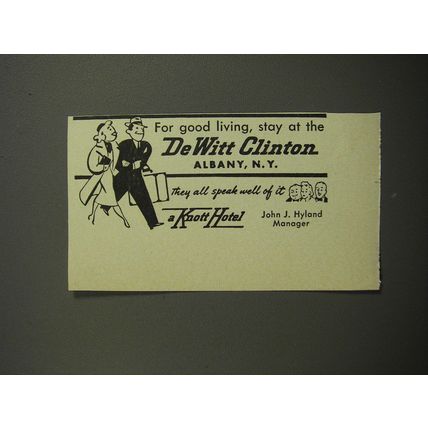 For good living, stay at the
DeWitt Clinton
ALBANY, N.Y.
They all speak well of it
a Knott Hotel
John J. Hyland
Manager